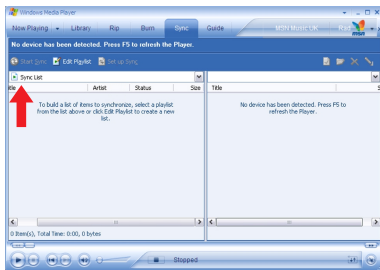 Windows Media Player
Now Playing Library Rip Burn Sync Guide MSN Music UK Rad
msn
No device has been detected. Press F5 to refresh the Player.
Start Sync Edit Playlist Set up Sync
Sync List
itle Artist Status Size Title S
To build a list of items to synchronze, select a playlist
from the list above or click Edit Playlist to create a new
list.
No device has been detected. Press F5 to
refresh the Player.
0 Item(s), Total Time: 0:00, 0 bytes
Stopped